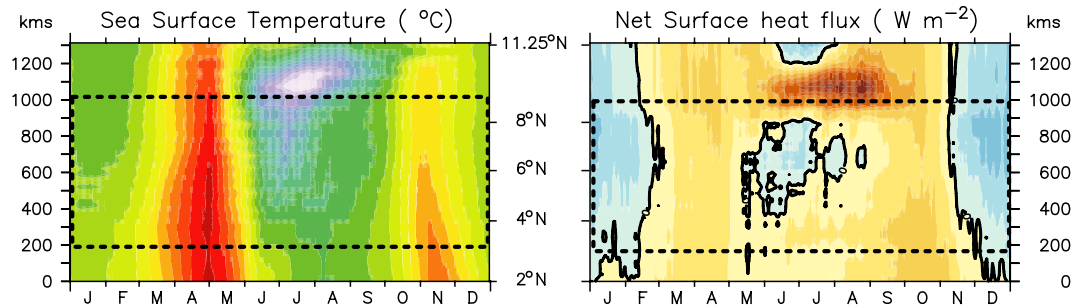 kms Sea Surface Temperature ( °C) Net Surface heat flux ( W m−2) kms
11.25°N
1200 1200
1000 1000
8°N
800 800
6°N
600 600
400 4°N 400
200 200
0 2°N 0
J F M A M J J A S O N D J F M A M J J A S O N D